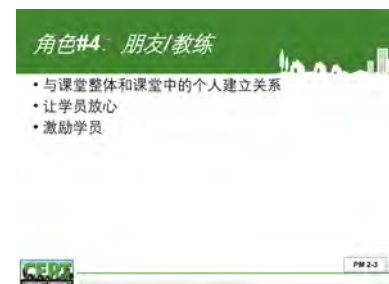 角色#4：朋友/教练
• 与课堂整体和课堂中的个人建立关系
• 让学员放心
• 激励学员
CERT
PM 2-3